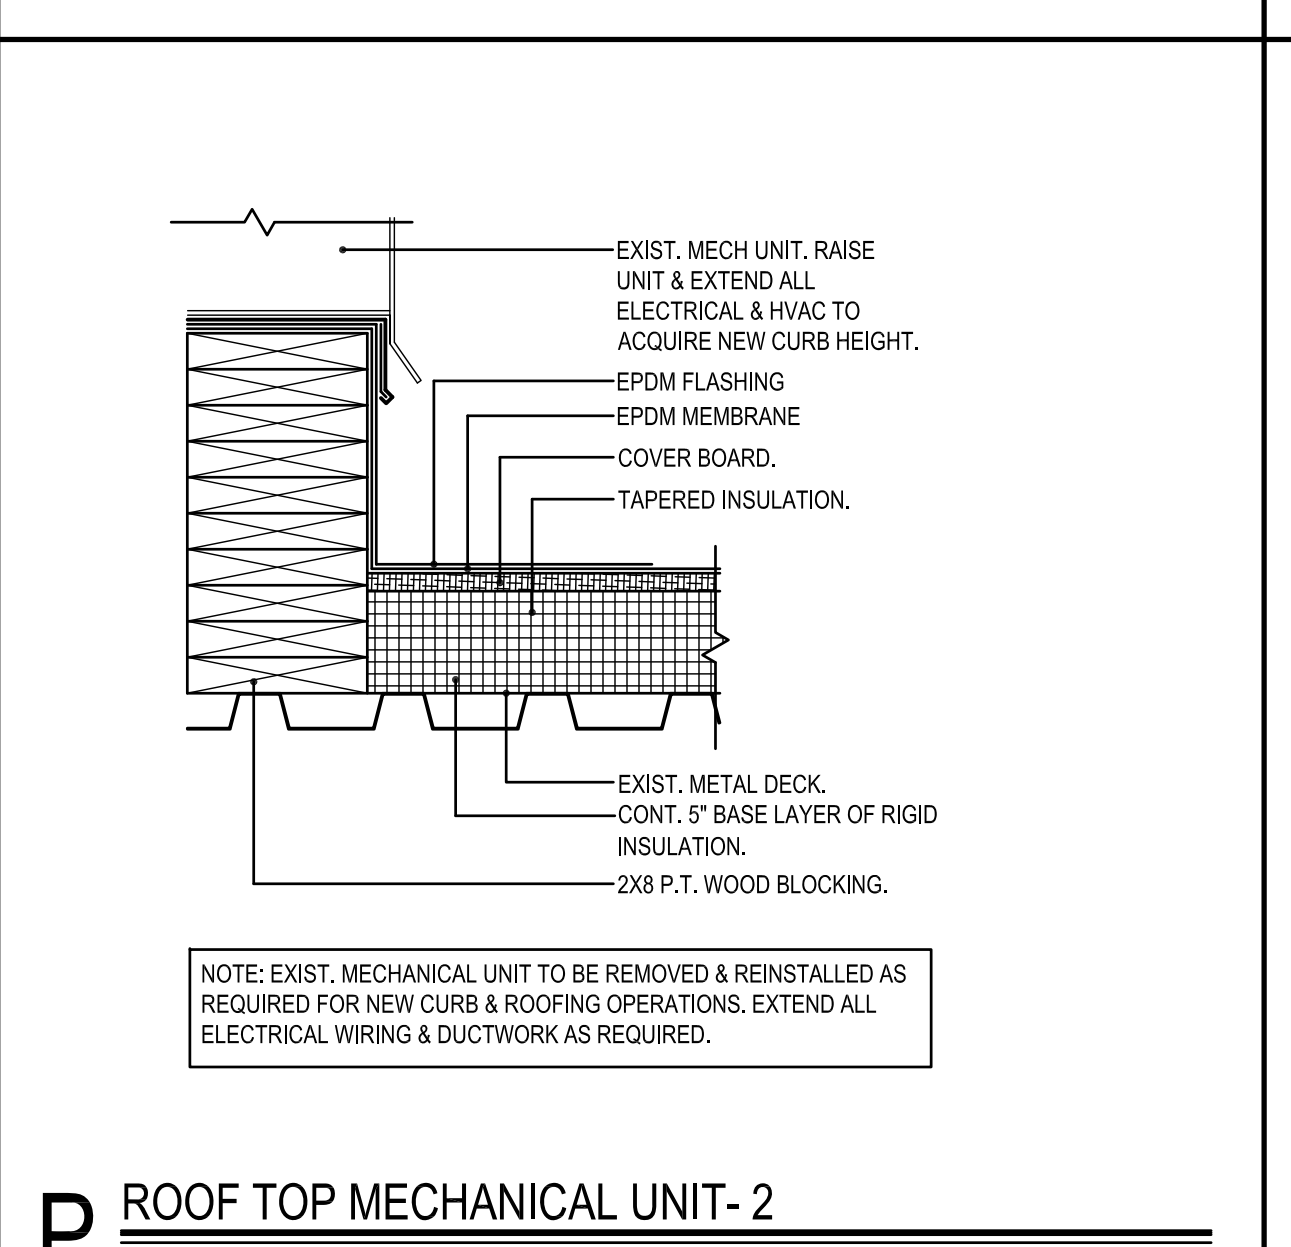 EXIST. MECH UNIT. RAISE
UNIT & EXTEND ALL
ELECTRICAL & HVAC TO
ACQUIRE NEW CURB HEIGHT.
EPDM FLASHING
EPDM MEMBRANE
COVER BOARD.
TAPERED INSULATION.
EXIST. METAL DECK.
CONT. 5" BASE LAYER OF RIGID
INSULATION.
2X8 P.T. WOOD BLOCKING.
NOTE: EXIST. MECHANICAL UNIT TO BE REMOVED & REINSTALLED AS
REQUIRED FOR NEW CURB & ROOFING OPERATIONS. EXTEND ALL
ELECTRICAL WIRING & DUCTWORK AS REQUIRED.
ROOF TOP MECHANICAL UNIT- 2